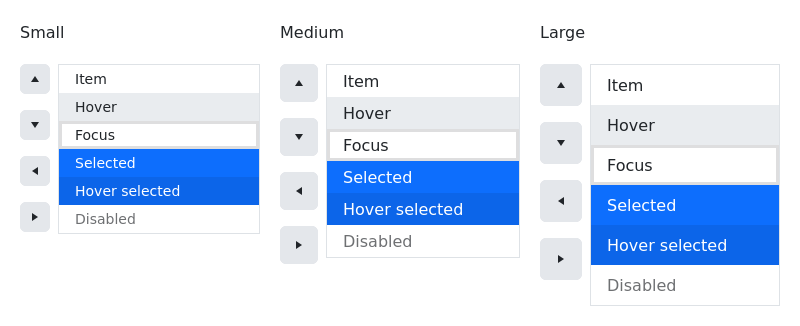 Small
Item
Hover
Focus
Selected
Hover selected
Disabled
Medium
Item
Hover
Focus
Selected
Hover selected
Disabled
Large
Item
Hover
Focus
Selected
Hover selected
Disabled